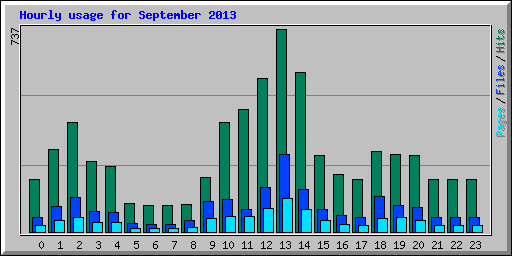 Hourly usage for September 2013
737
Pages/Files/Hits
0 1 2 3 4 5 6 7 8 9 10 11 12 13 14 15 16 17 18 19 20 21 22 23